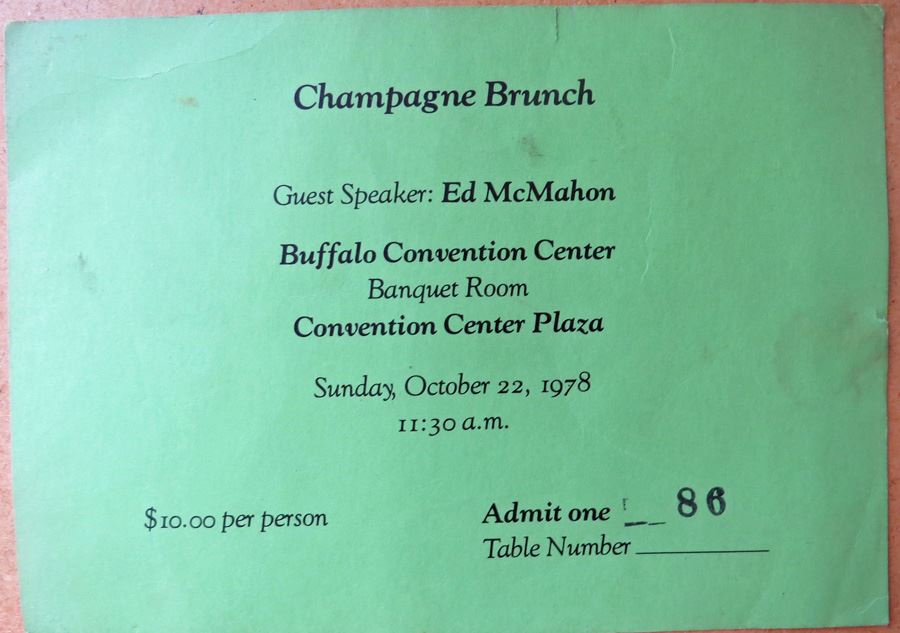 Champagne Brunch
Guest Speaker: Ed McMahon
Buffalo Convention Center
Banquet Room
Convention Center Plaza
Sunday, October 22, 1978
11:30 a.m.
$10.00 per person
Admit one 86
Table Number